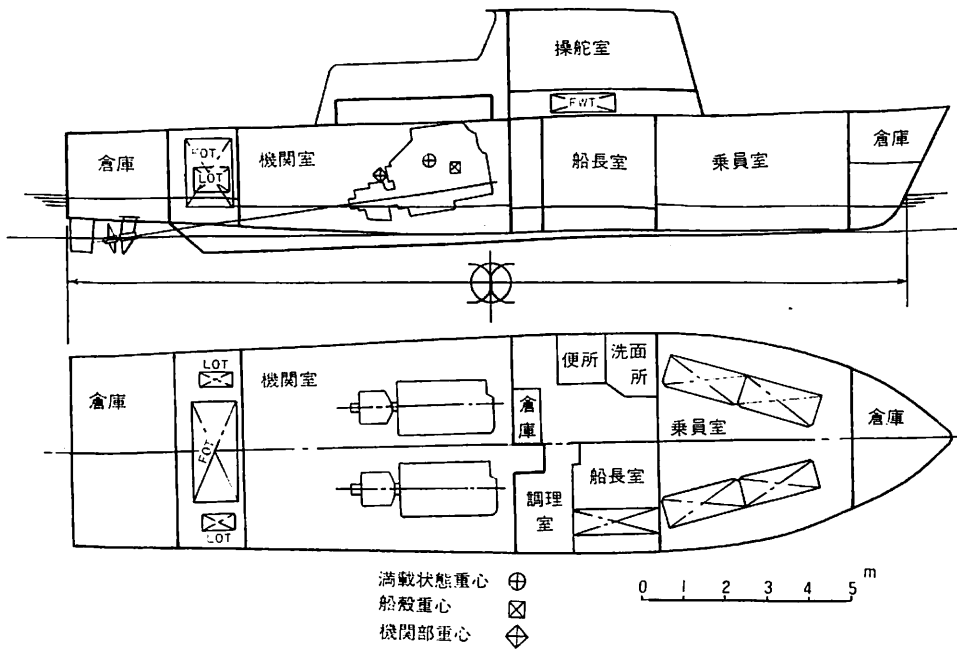 操舵室
FWT
倉庫
FOT
LOT
機関室
船長室
乗員室
倉庫
LOT
機関室
便所
洗面所
倉庫
FOT
倉庫
乗員室
倉庫
船長室
調理室
LOT
満載状態重心
船殻重心
機関部重心
0 1 2 3 4 5 m